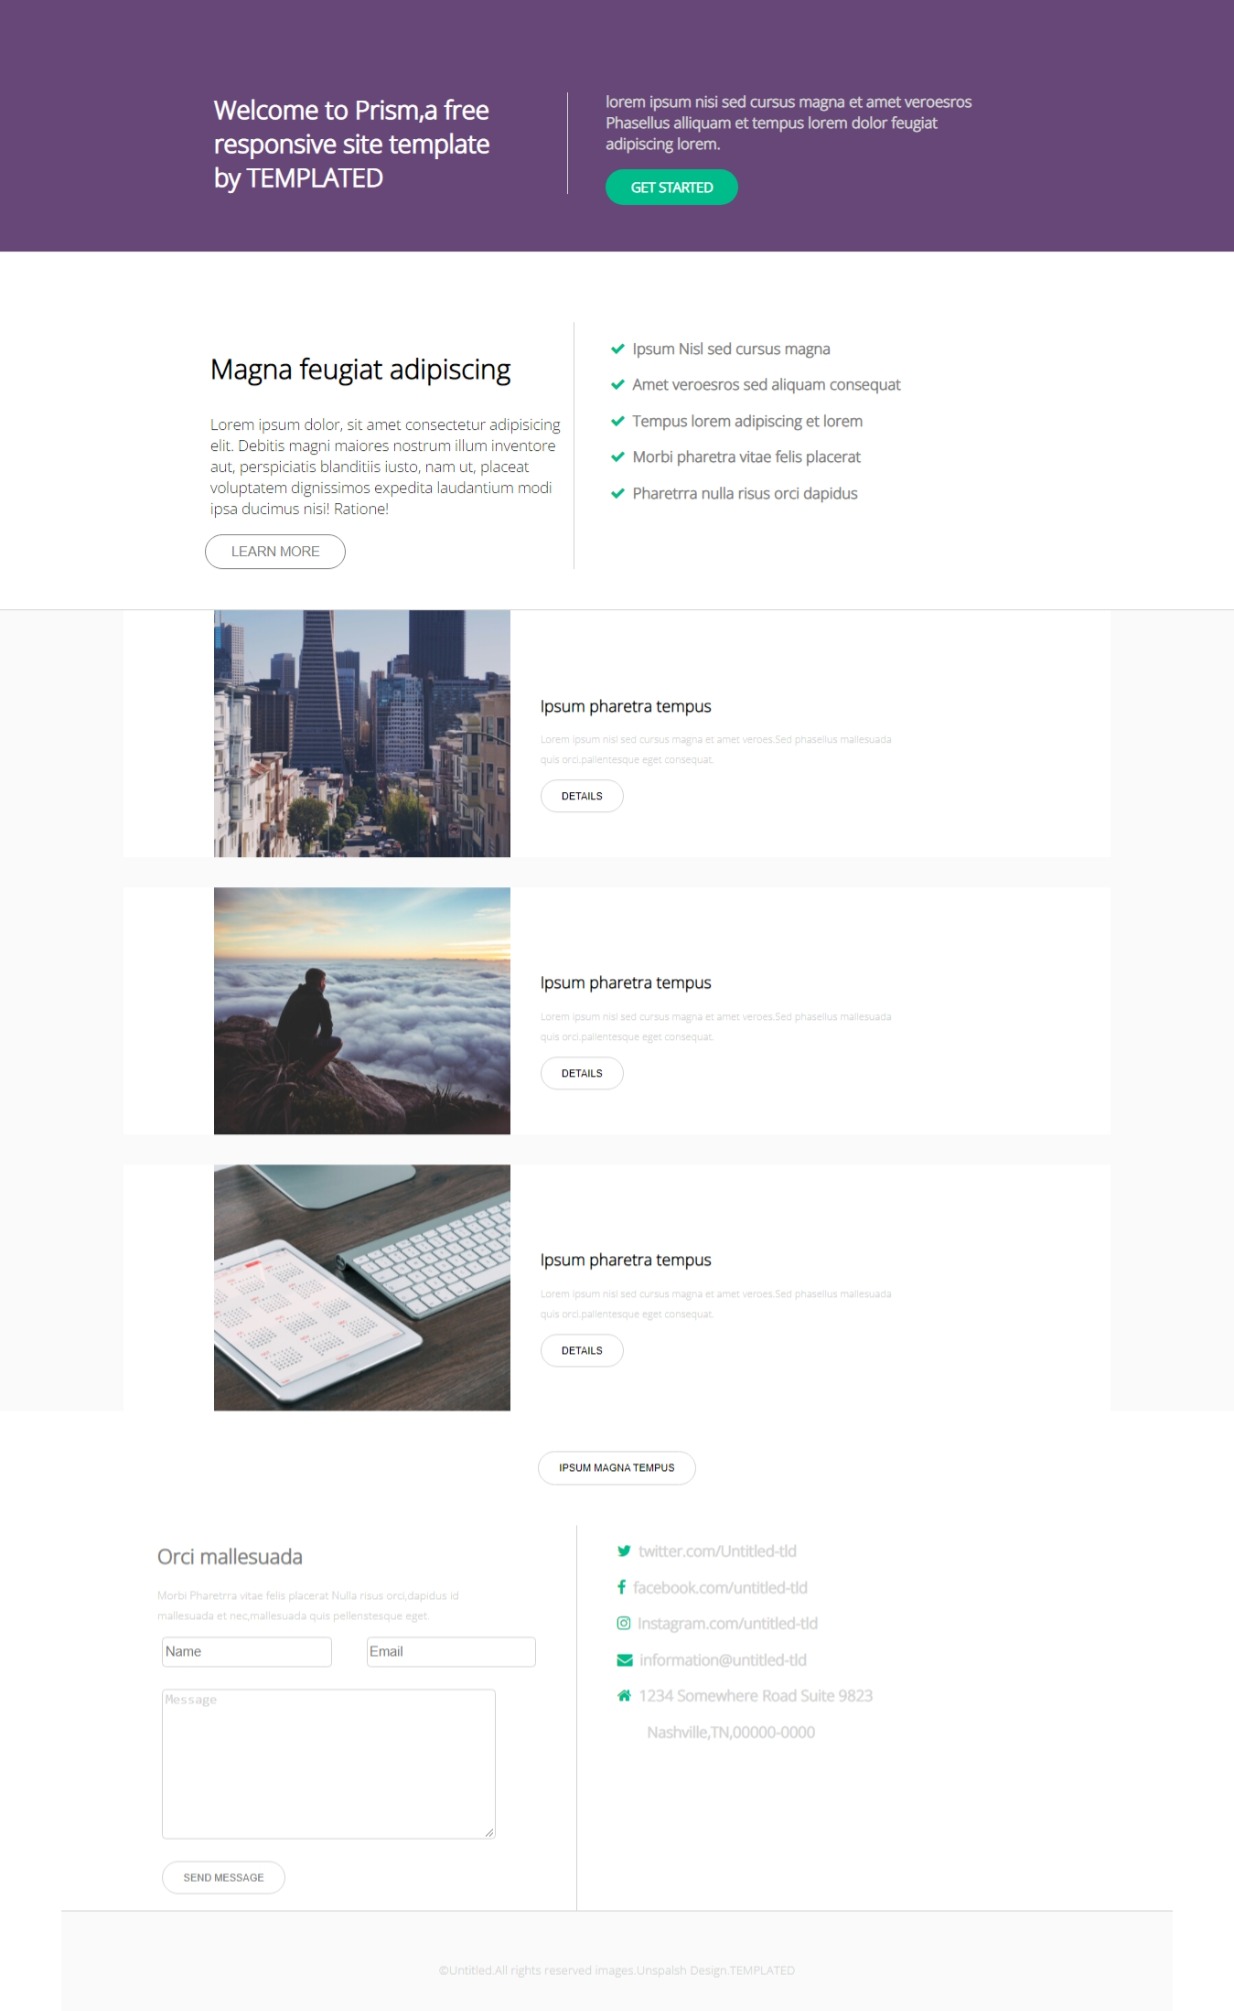 Welcome to Prism,a free
responsive site template
by TEMPLATED
lorem ipsum nisi sed cursus magna et amet veroesros
Phasellus alliquam et tempus lorem dolor feugiat
adipiscing lorem.
GET STARTED
Magna feugiat adipiscing
Lorem ipsum dolor, sit amet consectetur adipisicing
elit. Debitis magni maiores nostrum illum inventore
aut, perspiciatis blanditiis iusto, nam ut, placeat
voluptatem dignissimos expedita laudantium modi
ipsa ducimus nisi! Ratione!
LEARN MORE
Ipsum Nisl sed cursus magna
Amet veroesros sed aliquam consequat
Tempus lorem adipiscing et lorem
Morbi pharetra vitae felis placerat
Pharetrra nulla risus orci dapidus
Ipsum pharetra tempus
Lorem ipsum nisl sed cursus magna et amet veroes.Sed phasellus mallesuada
quis orci.pallentesque eget consequat.
DETAILS
Ipsum pharetra tempus
Lorem ipsum nisl sed cursus magna et amet veroes.Sed phasellus mallesuada
quis orci.pallentesque eget consequat.
DETAILS
Ipsum pharetra tempus
Lorem ipsum nisl sed cursus magna et amet veroes.Sed phasellus mallesuada
quis orci.pallentesque eget consequat.
DETAILS
IPSUM MAGNA TEMPUS
Orci mallesuada
Morbi Pharetrra vitae felis placerat Nulla risus orci,dapidus id
mallesuada et nec,mallesuada quis pellenstesque eget.
Name
Email
Message
SEND MESSAGE
twitter.com/Untitled-tld
facebook.com/untitled-tld
Instagram.com/untitled-tld
information@untitled-tld
1234 Somewhere Road Suite 9823
Nashville,TN,00000-0000
©Untitled.All rights reserved images.Unspalsh Design.TEMPLATED